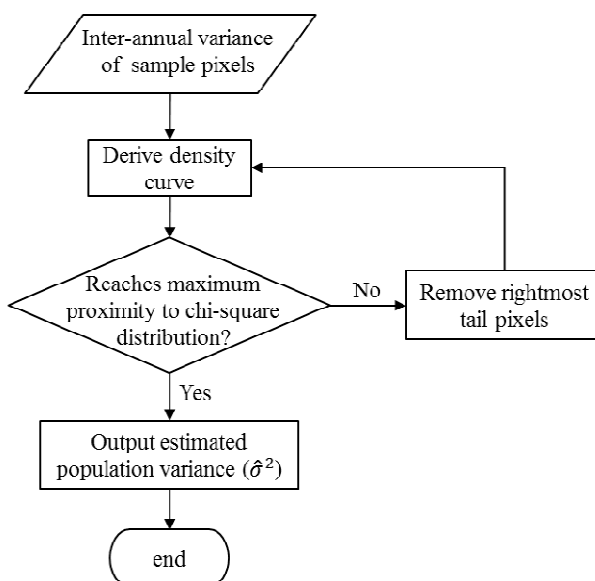 Inter-annual variance
of sample pixels
Derive density
curve
Reaches maximum
proximity to chi-square
distribution?
No
Remove rightmost
tail pixels
Yes
Output estimated
population variance (σ̂²)
end